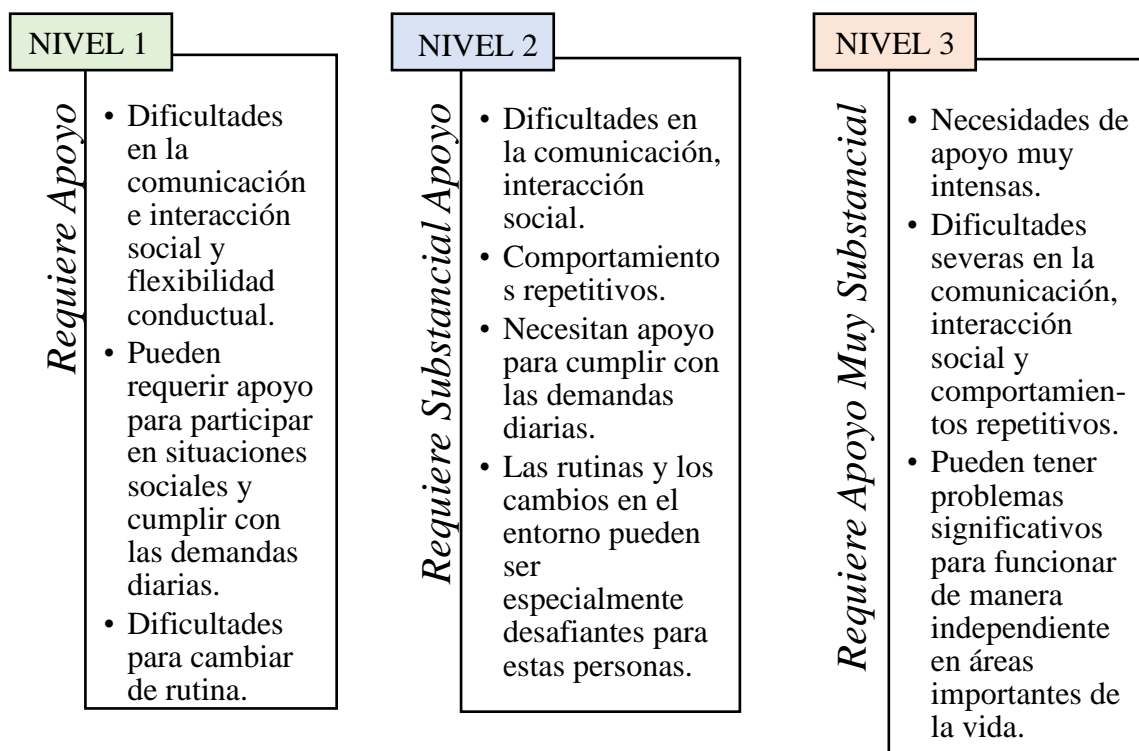 NIVEL 1
Requiere Apoyo
• Dificultades
en la
comunicación
e interacción
social y
flexibilidad
conductual.
• Pueden
requerir apoyo
para participar
en situaciones
sociales y
cumplir con
las demandas
diarias.
• Dificultades
para cambiar
de rutina.
NIVEL 2
Requiere Substancial Apoyo
• Dificultades en
la comunicación,
interacción
social.
• Comportamiento
s repetitivos.
• Necesitan apoyo
para cumplir con
las demandas
diarias.
• Las rutinas y los
cambios en el
entorno pueden
ser
especialmente
desafiantes para
estas personas.
NIVEL 3
Requiere Apoyo Muy Substancial
• Necesidades de
apoyo muy
intensas.
• Dificultades
severas en la
comunicación,
interacción
social y
comportamien-
tos repetitivos.
• Pueden tener
problemas
significativos
para funcionar
de manera
independiente
en áreas
importantes de
la vida.